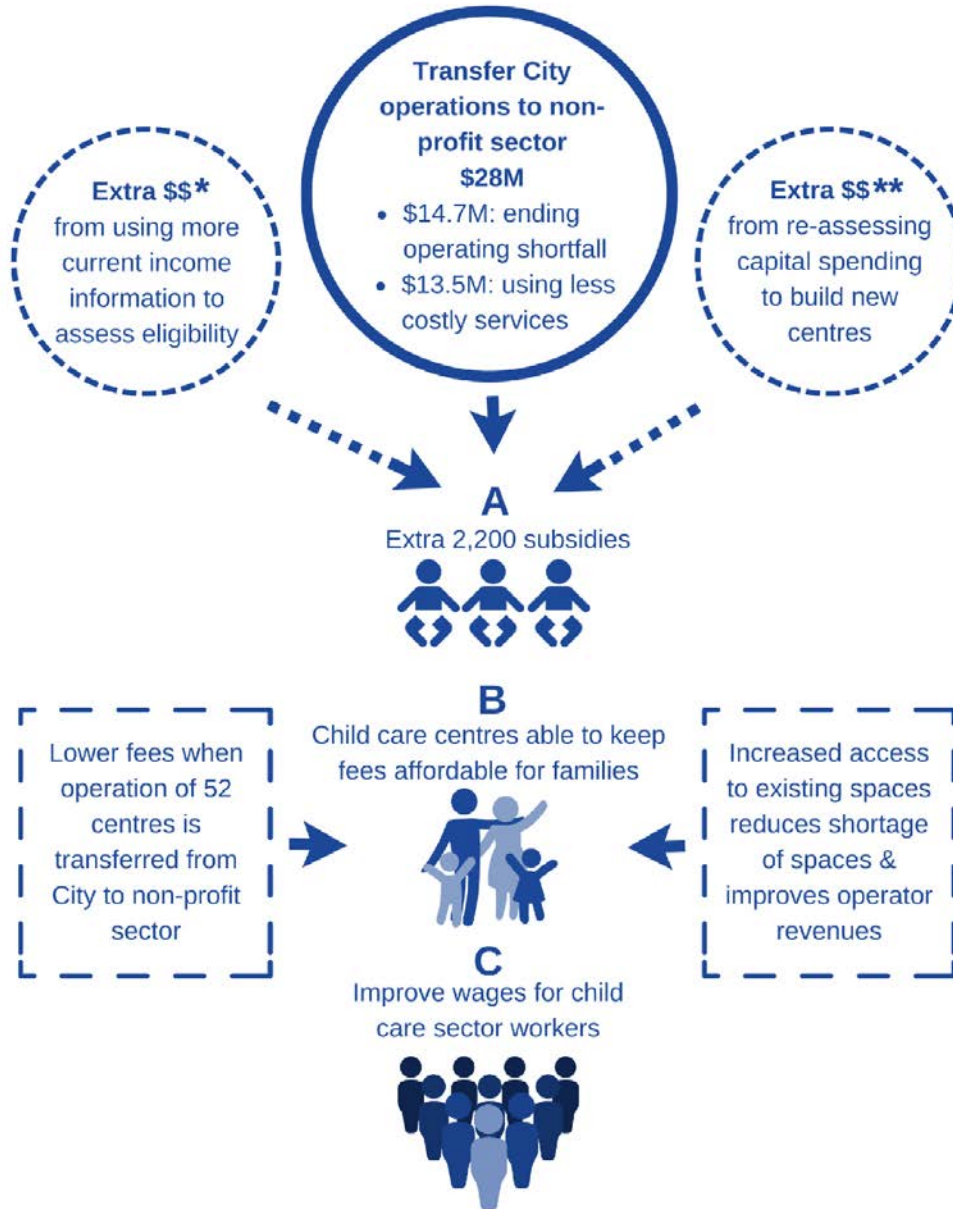 Transfer City
operations to non-
profit sector
$28M
• $14.7M: ending
operating shortfall
• $13.5M: using less
costly services
Extra $$*
from using more
current income
information to
assess eligibility
Extra $$**
from re-assessing
capital spending
to build new
centres
A
Extra 2,200 subsidies
B
Child care centres able to keep
fees affordable for families
Lower fees when
operation of 52
centres is
transferred from
City to non-profit
sector
Increased access
to existing spaces
reduces shortage
of spaces &
improves operator
revenues
C
Improve wages for child
care sector workers